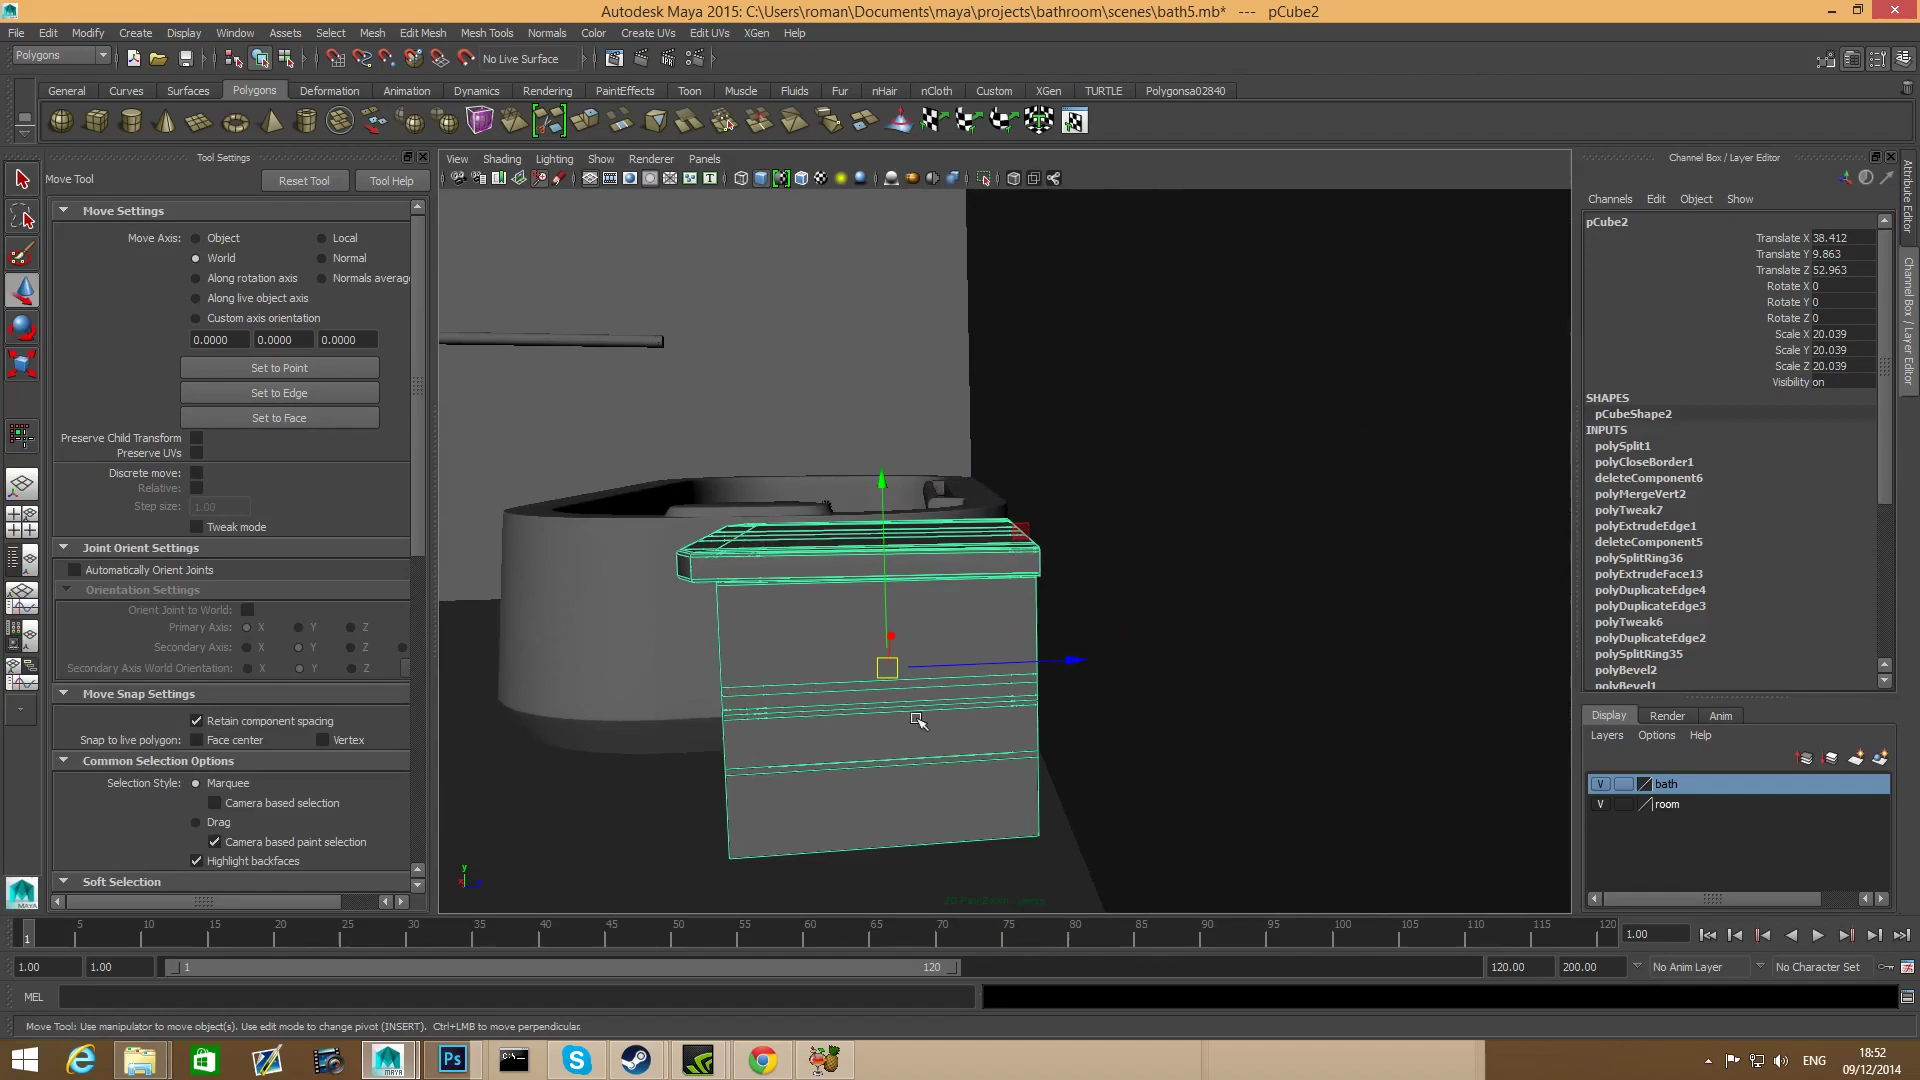 Autodesk Maya 2015: C:\Users\roman\Documents\maya\projects\bathroom\scenes\bath5.mb*   ---   pCube2
File Edit Modify Create Display Window Assets Select Mesh Edit Mesh Mesh Tools Normals Color Create UVs Edit UVs XGen Help
Polygons No Live Surface
General Curves Surfaces Polygons Deformation Animation Dynamics Rendering PaintEffects Toon Muscle Fluids Fur nHair nCloth Custom XGen TURTLE Polygonsa02840
Tool Settings
Move Tool Reset Tool Tool Help
Move Settings
Move Axis: Object Local
World Normal
Along rotation axis Normals average
Along live object axis
Custom axis orientation
0.0000 0.0000 0.0000
Set to Point
Set to Edge
Set to Face
Preserve Child Transform
Preserve UVs
Discrete move:
Relative:
Step size: 1.00
Tweak mode
Joint Orient Settings
Automatically Orient Joints
Orientation Settings
Orient Joint to World:
Primary Axis: X Y Z
Secondary Axis: X Y Z
Secondary Axis World Orientation: X Y Z
Move Snap Settings
Retain component spacing
Snap to live polygon: Face center Vertex
Common Selection Options
Selection Style: Marquee
Camera based selection
Drag
Camera based paint selection
Highlight backfaces
Soft Selection
View Shading Lighting Show Renderer Panels
Channel Box / Layer Editor
Channels Edit Object Show
pCube2
Translate X 38.412
Translate Y 9.863
Translate Z 52.963
Rotate X 0
Rotate Y 0
Rotate Z 0
Scale X 20.039
Scale Y 20.039
Scale Z 20.039
Visibility on
SHAPES
pCubeShape2
INPUTS
polySplit1
polyCloseBorder1
deleteComponent6
polyMergeVert2
polyTweak7
polyExtrudeEdge1
deleteComponent5
polySplitRing36
polyExtrudeFace13
polyDuplicateEdge4
polyDuplicateEdge3
polyTweak6
polyDuplicateEdge2
polySplitRing35
polyBevel2
polyBevel1
Display Render Anim
Layers Options Help
V bath
V room
Attribute Editor
Channel Box / Layer Editor
1 5 10 15 20 25 30 35 40 45 50 55 60 65 70 75 80 85 90 95 100 105 110 115 120 1.00
1.00 1.00 1 120 120.00 200.00 No Anim Layer No Character Set
MEL
Move Tool: Use manipulator to move object(s). Use edit mode to change pivot (INSERT).  Ctrl+LMB to move perpendicular.
ENG 18:52
09/12/2014